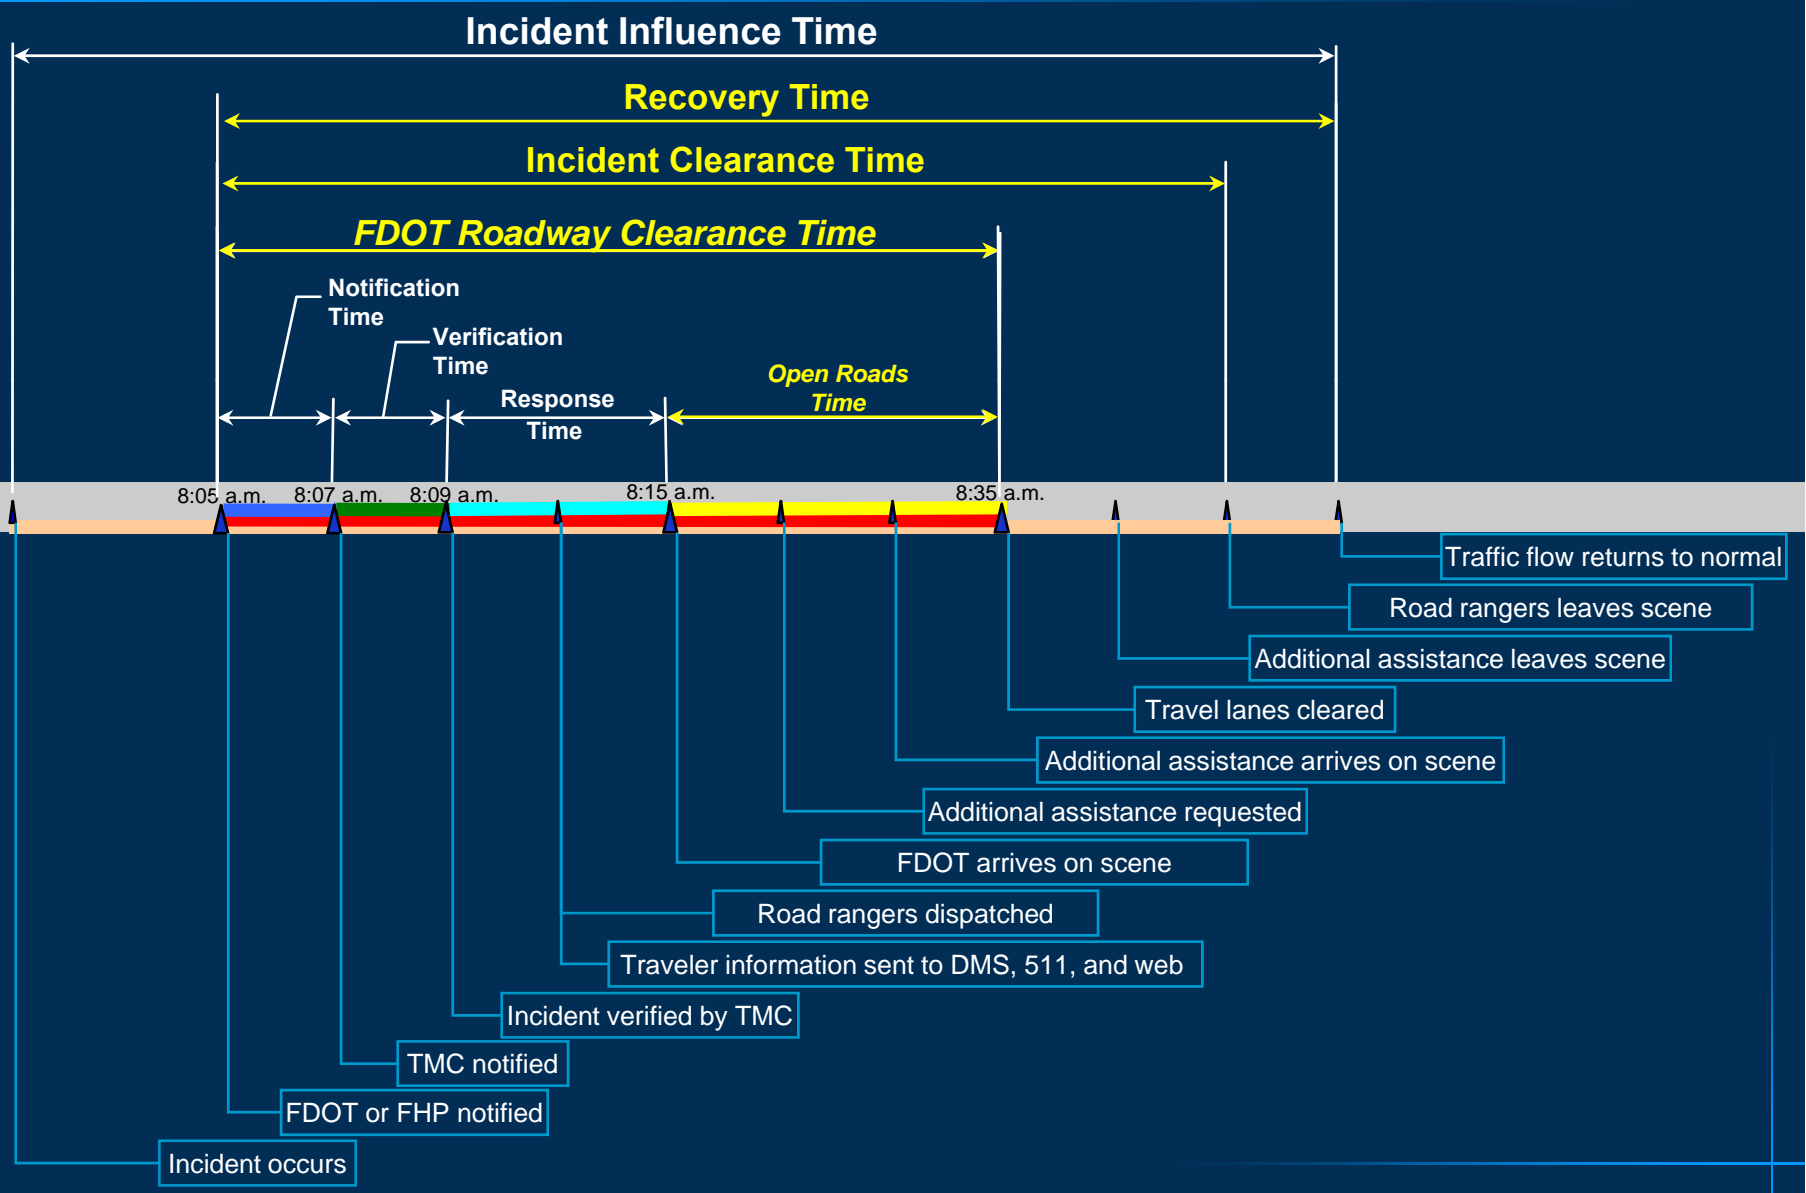 Incident Influence Time
Recovery Time
Incident Clearance Time
FDOT Roadway Clearance Time
Notification
Time
Verification
Time
Response
Time
Open Roads
Time
8:05 a.m. 8:07 a.m. 8:09 a.m. 8:15 a.m. 8:35 a.m.
Traffic flow returns to normal
Road rangers leaves scene
Additional assistance leaves scene
Travel lanes cleared
Additional assistance arrives on scene
Additional assistance requested
FDOT arrives on scene
Road rangers dispatched
Traveler information sent to DMS, 511, and web
Incident verified by TMC
TMC notified
FDOT or FHP notified
Incident occurs